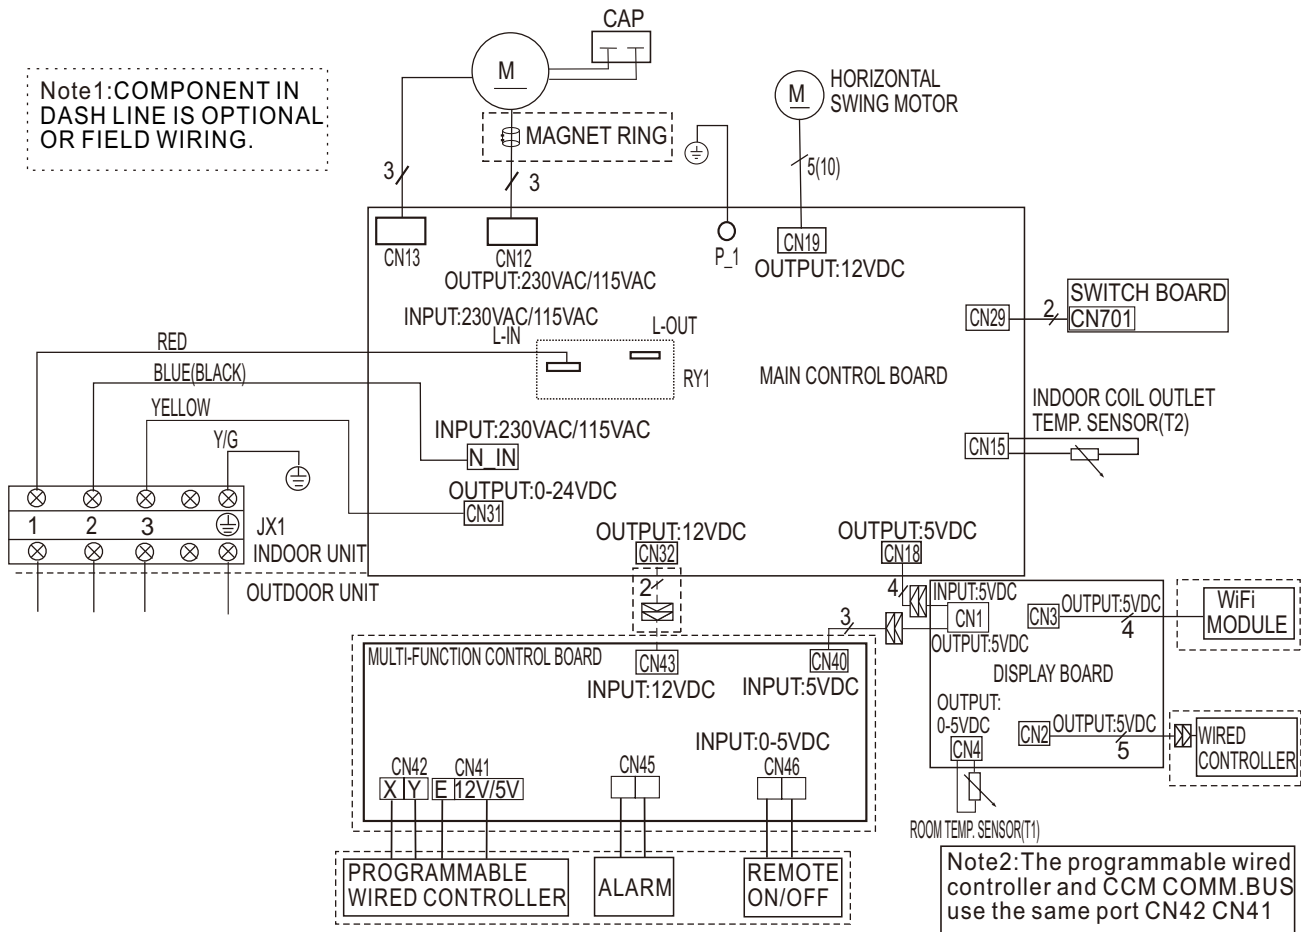 CAP
M
HORIZONTAL
SWING MOTOR
M
Note1:COMPONENT IN
DASH LINE IS OPTIONAL
OR FIELD WIRING.
MAGNET RING
3
3
5(10)
CN13
CN12
P_1
CN19
OUTPUT:230VAC/115VAC
OUTPUT:12VDC
INPUT:230VAC/115VAC
L-IN
L-OUT
RY1
CN29
2
SWITCH BOARD
CN701
MAIN CONTROL BOARD
RED
BLUE(BLACK)
YELLOW
Y/G
INDOOR COIL OUTLET
TEMP. SENSOR(T2)
CN15
INPUT:230VAC/115VAC
N_IN
OUTPUT:0-24VDC
CN31
1 2 3
JX1
INDOOR UNIT
OUTDOOR UNIT
OUTPUT:12VDC
CN32
2
OUTPUT:5VDC
CN18
4
3
INPUT:5VDC
CN1
OUTPUT:5VDC
CN3
OUTPUT:5VDC
4
WiFi
MODULE
DISPLAY BOARD
OUTPUT:
0-5VDC
CN4
CN2
OUTPUT:5VDC
5
WIRED
CONTROLLER
ROOM TEMP. SENSOR(T1)
MULTI-FUNCTION CONTROL BOARD
CN43
INPUT:12VDC
CN40
INPUT:5VDC
INPUT:0-5VDC
CN42
X Y
CN41
E 12V/5V
CN45
CN46
PROGRAMMABLE
WIRED CONTROLLER
ALARM
REMOTE
ON/OFF
Note2:The programmable wired
controller and CCM COMM.BUS
use the same port CN42 CN41